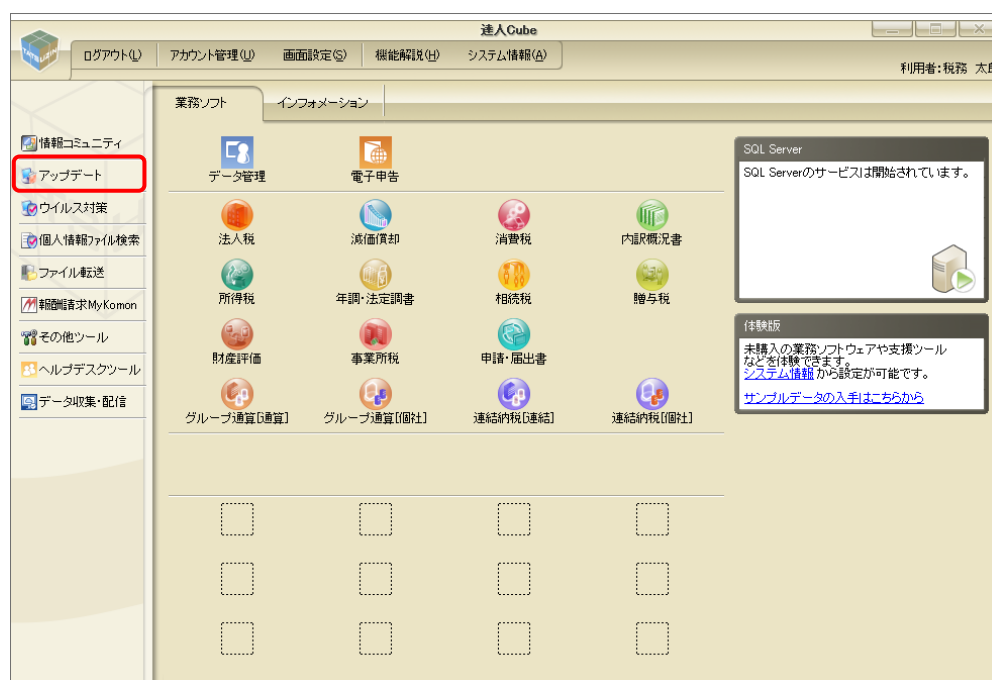 達人Cube
ログアウト(L) アカウント管理(U) 画面設定(S) 機能解説(H) システム情報(A)
利用者:税務 太郎
業務ソフト インフォメーション
情報コミュニティ
アップデート
ウイルス対策
個人情報ファイル検索
ファイル転送
報酬請求MyKomon
その他ツール
ヘルプデスクツール
データ収集・配信
データ管理 電子申告
法人税 減価償却 消費税 内訳概況書
所得税 年調・法定調書 相続税 贈与税
財産評価 事業所税 申請・届出書
グループ通算[通算] グループ通算[個社] 連結納税[連結] 連結納税[個社]
SQL Server
SQL Serverのサービスは開始されています。
体験版
未購入の業務ソフトウェアや支援ツール
などを体験できます。
システム情報 から設定が可能です。
サンプルデータの入手はこちらから